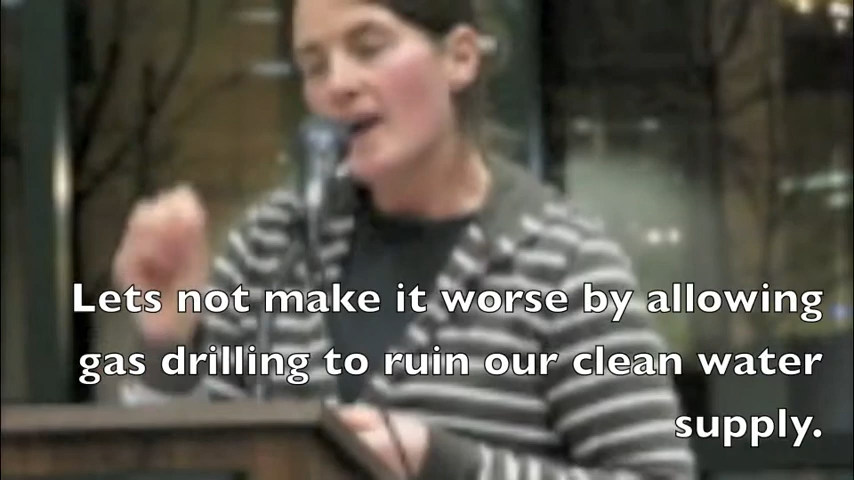 Lets not make it worse by allowing
gas drilling to ruin our clean water
supply.